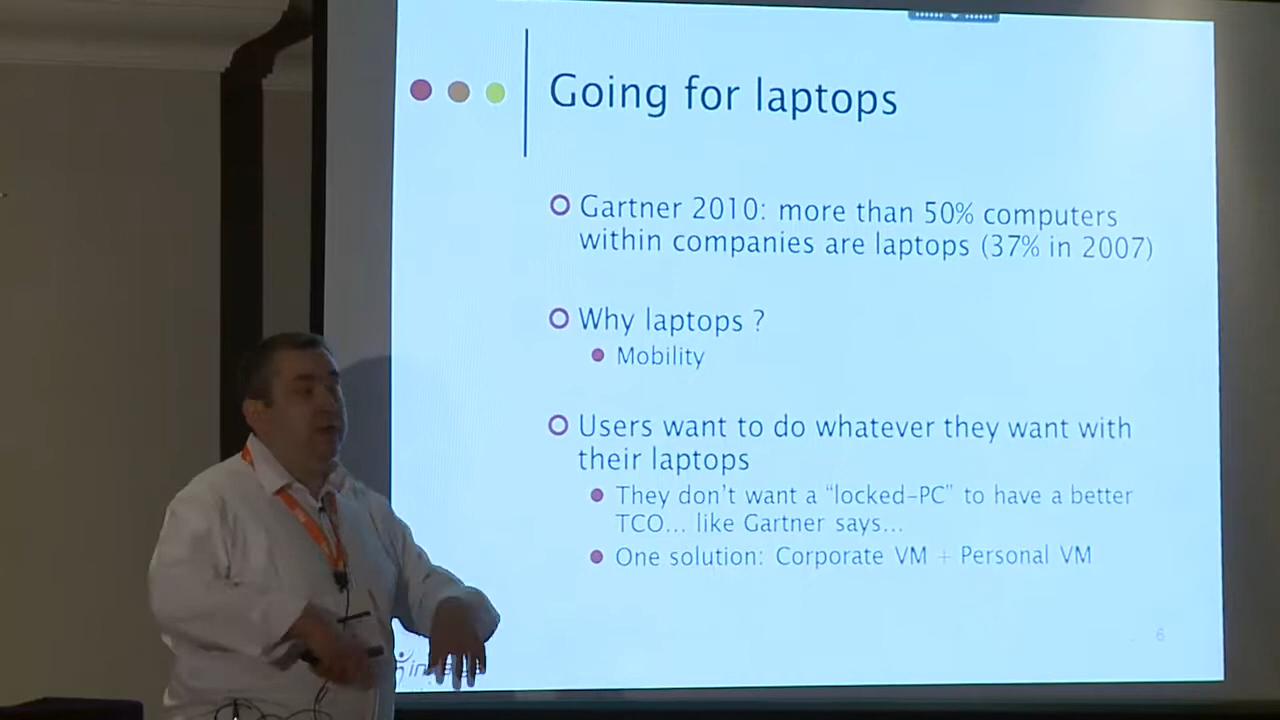 Going for laptops
Gartner 2010: more than 50% computers
within companies are laptops (37% in 2007)
Why laptops ?
Mobility
Users want to do whatever they want with
their laptops
They don't want a “locked-PC” to have a better
TCO... like Gartner says...
One solution: Corporate VM + Personal VM
6